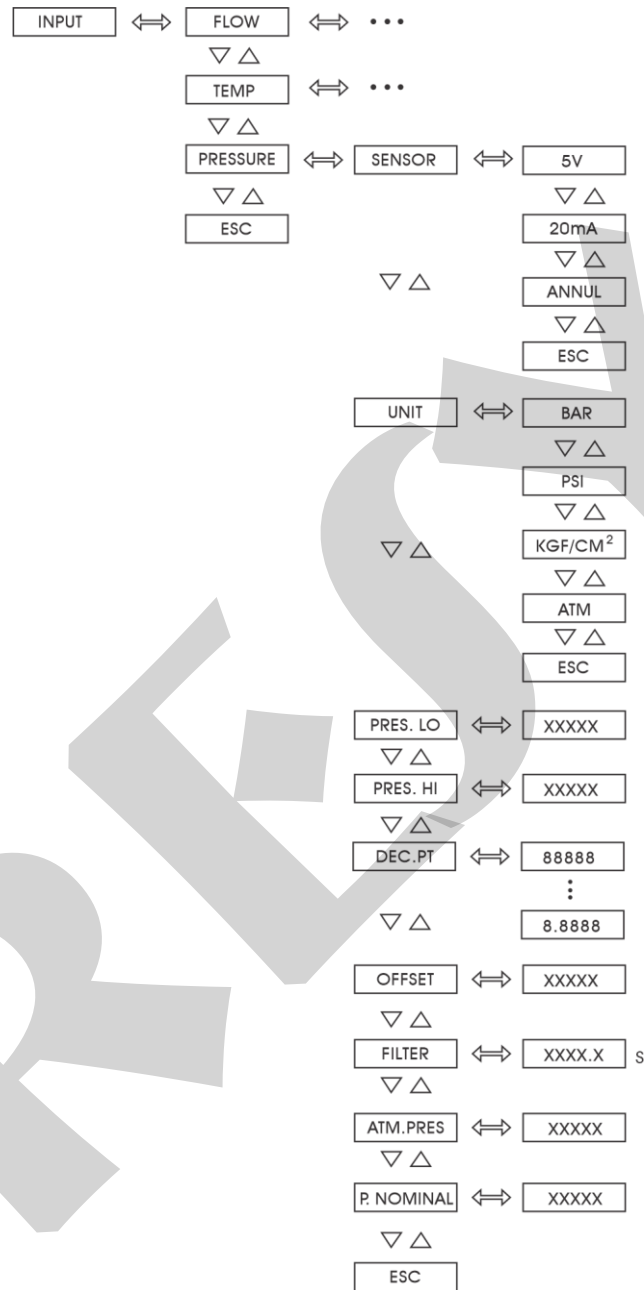 INPUT FLOW •••
TEMP •••
PRESSURE SENSOR 5V
ESC 20mA
ANNUL
ESC
UNIT BAR
PSI
KGF/CM²
ATM
ESC
PRES. LO XXXXX
PRES. HI XXXXX
DEC.PT 88888
⋮
8.8888
OFFSET XXXXX
FILTER XXXX.X S
ATM.PRES XXXXX
P. NOMINAL XXXXX
ESC